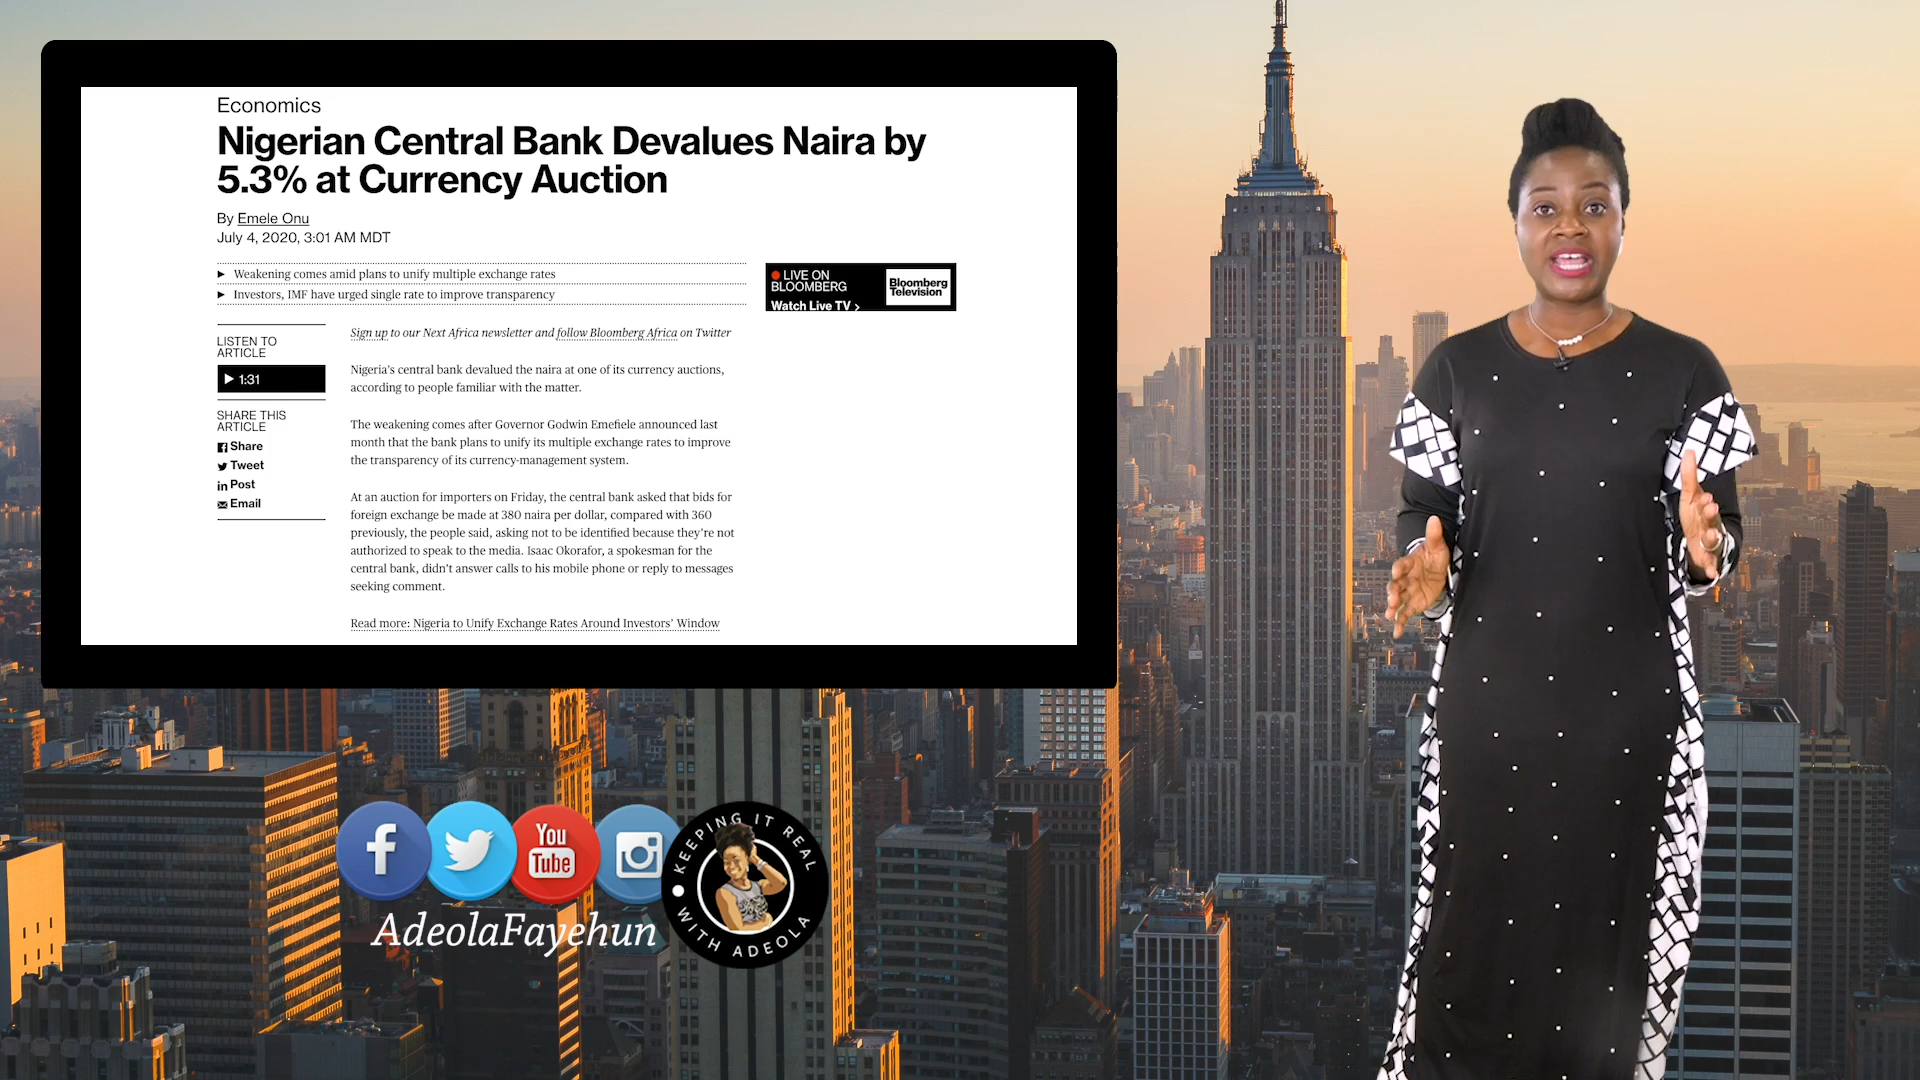 Economics
Nigerian Central Bank Devalues Naira by
5.3% at Currency Auction
By Emele Onu
July 4, 2020, 3:01 AM MDT
► Weakening comes amid plans to unify multiple exchange rates
► Investors, IMF have urged single rate to improve transparency
LIVE ON
BLOOMBERG
Watch Live TV >
Bloomberg
Television
LISTEN TO
ARTICLE
1:31
SHARE THIS
ARTICLE
Share
Tweet
in Post
Email
Sign up to our Next Africa newsletter and follow Bloomberg Africa on Twitter
Nigeria's central bank devalued the naira at one of its currency auctions,
according to people familiar with the matter.
The weakening comes after Governor Godwin Emefiele announced last
month that the bank plans to unify its multiple exchange rates to improve
the transparency of its currency-management system.
At an auction for importers on Friday, the central bank asked that bids for
foreign exchange be made at 380 naira per dollar, compared with 360
previously, the people said, asking not to be identified because they're not
authorized to speak to the media. Isaac Okorafor, a spokesman for the
central bank, didn't answer calls to his mobile phone or reply to messages
seeking comment.
Read more: Nigeria to Unify Exchange Rates Around Investors' Window
f
You
Tube
KEEPING IT REAL
WITH ADEOLA
AdeolaFayehun